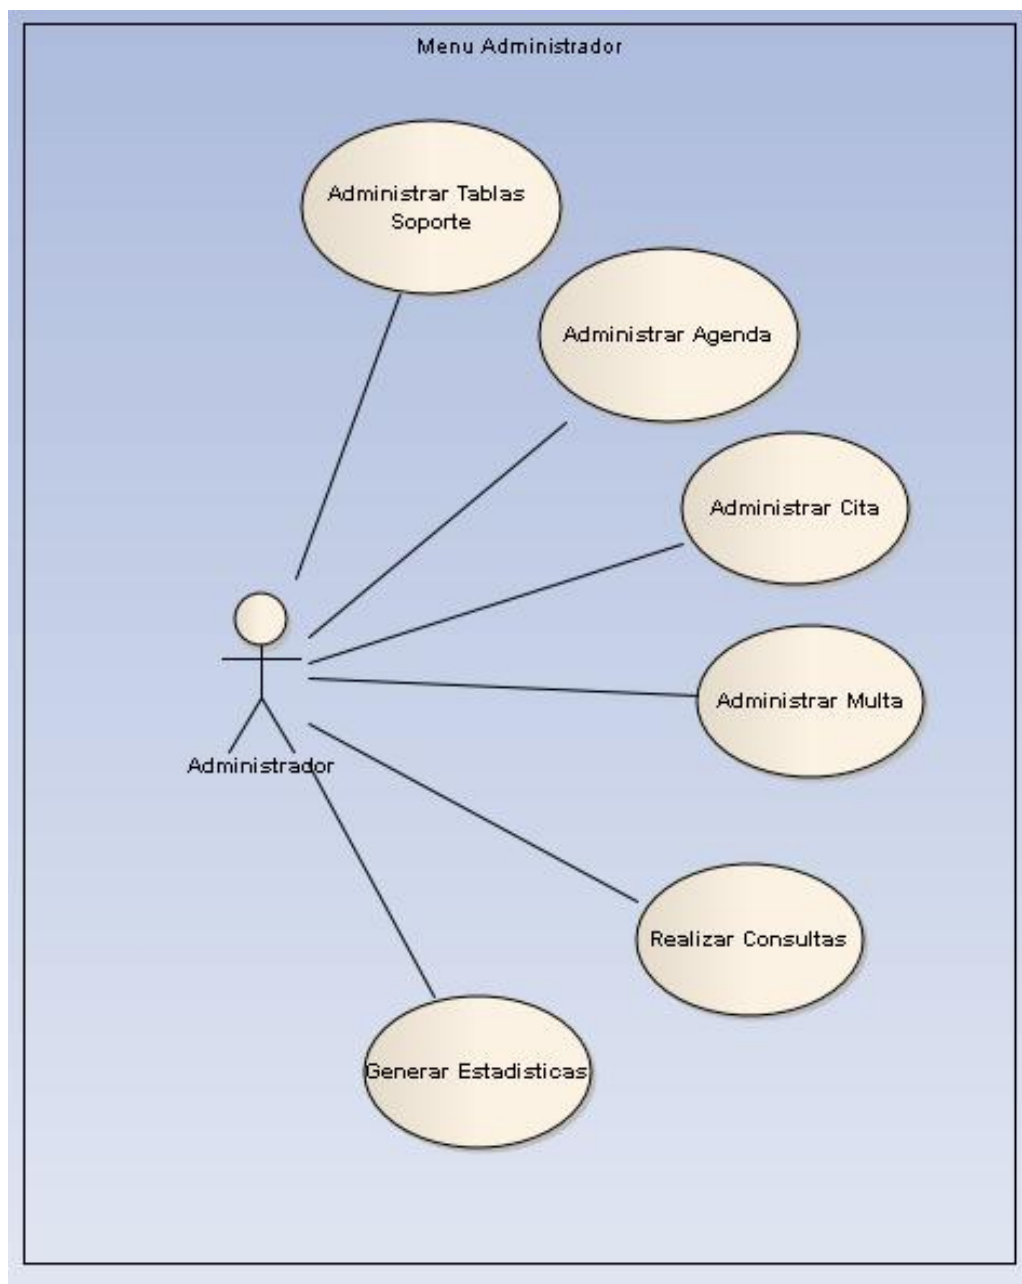 Menu Administrador
Administrar Tablas
Soporte
Administrar Agenda
Administrar Cita
Administrar Multa
Administrador
Realizar Consultas
Generar Estadisticas